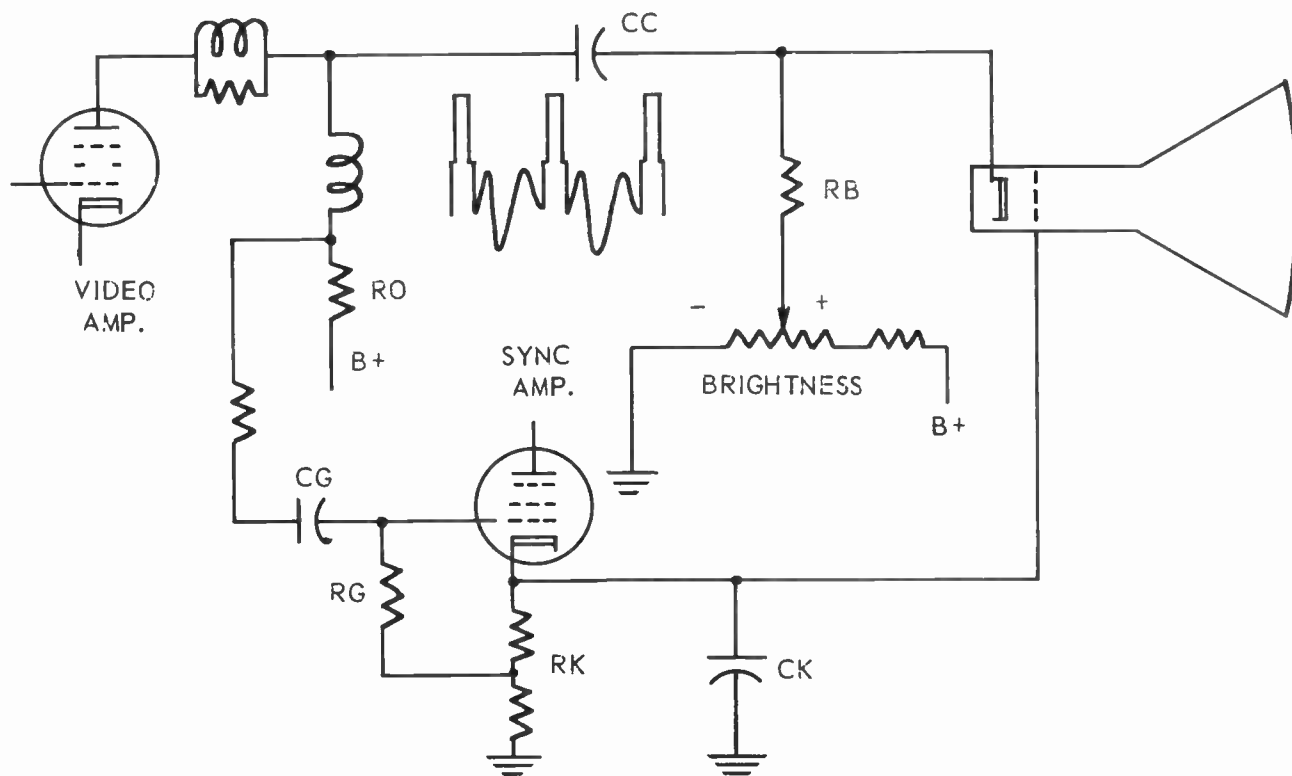 CC
RB
VIDEO
AMP.
RO
B+
- +
SYNC
AMP.
BRIGHTNESS
B+
CG
RG
RK
CK